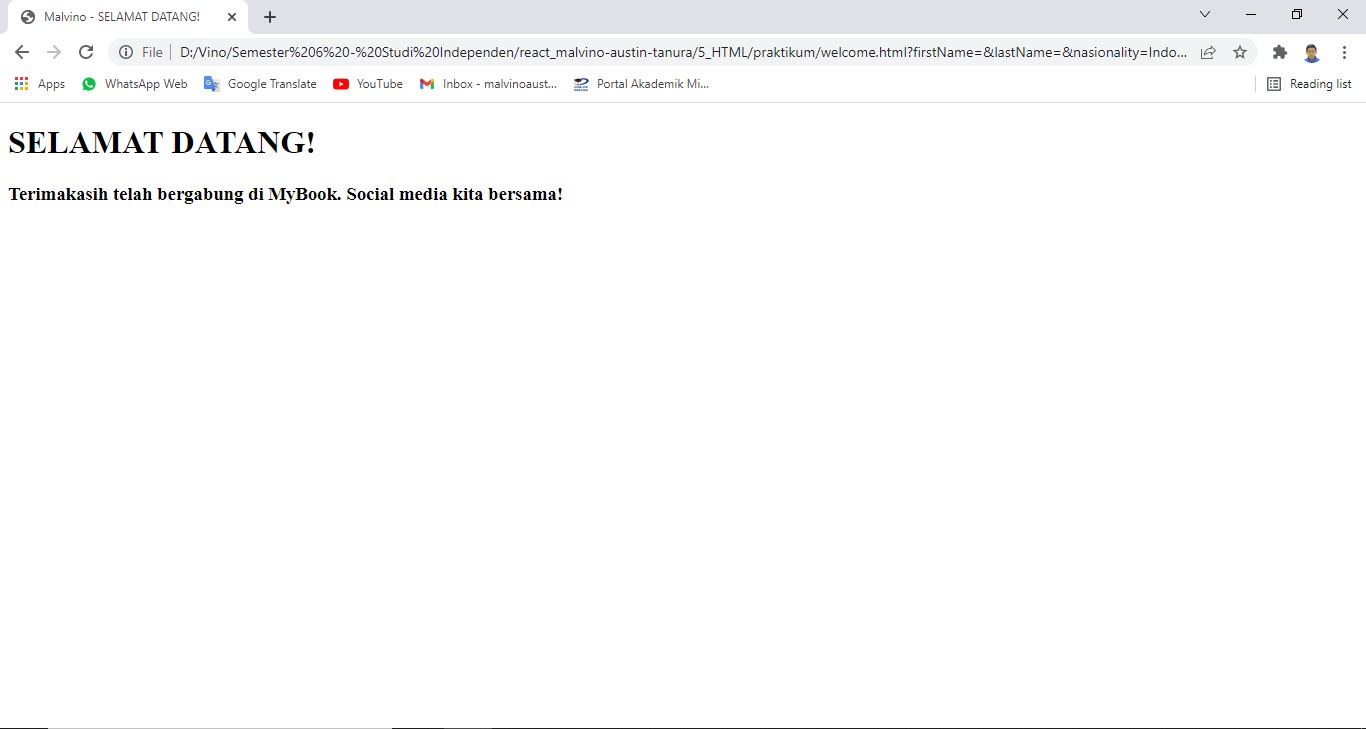 Malvino - SELAMAT DATANG!
File D:/Vino/Semester%206%20-%20Studi%20Independen/react_malvino-austin-tanura/5_HTML/praktikum/welcome.html?firstName=&lastName=&nasionality=Indo...
Apps WhatsApp Web Google Translate YouTube Inbox - malvinoaust... Portal Akademik Mi... Reading list
SELAMAT DATANG!
Terimakasih telah bergabung di MyBook. Social media kita bersama!